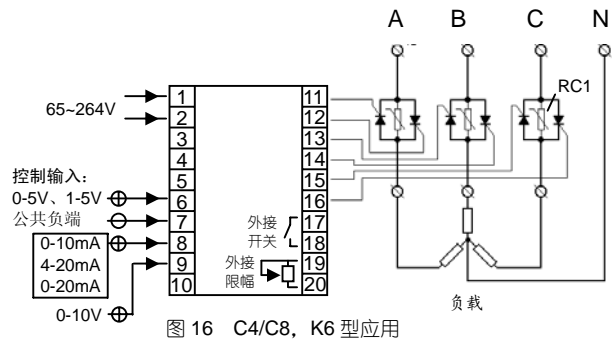 A B C N
RC1
65~264V
1 11
2 12
3 13
4 14
5 15
6 16
7 17
8 18
9 19
10 20
控制输入：
0-5V、1-5V
公共负端
0-10mA
4-20mA
0-20mA
0-10V
外接
开关
外接
限幅
负载
图 16 C4/C8，K6 型应用